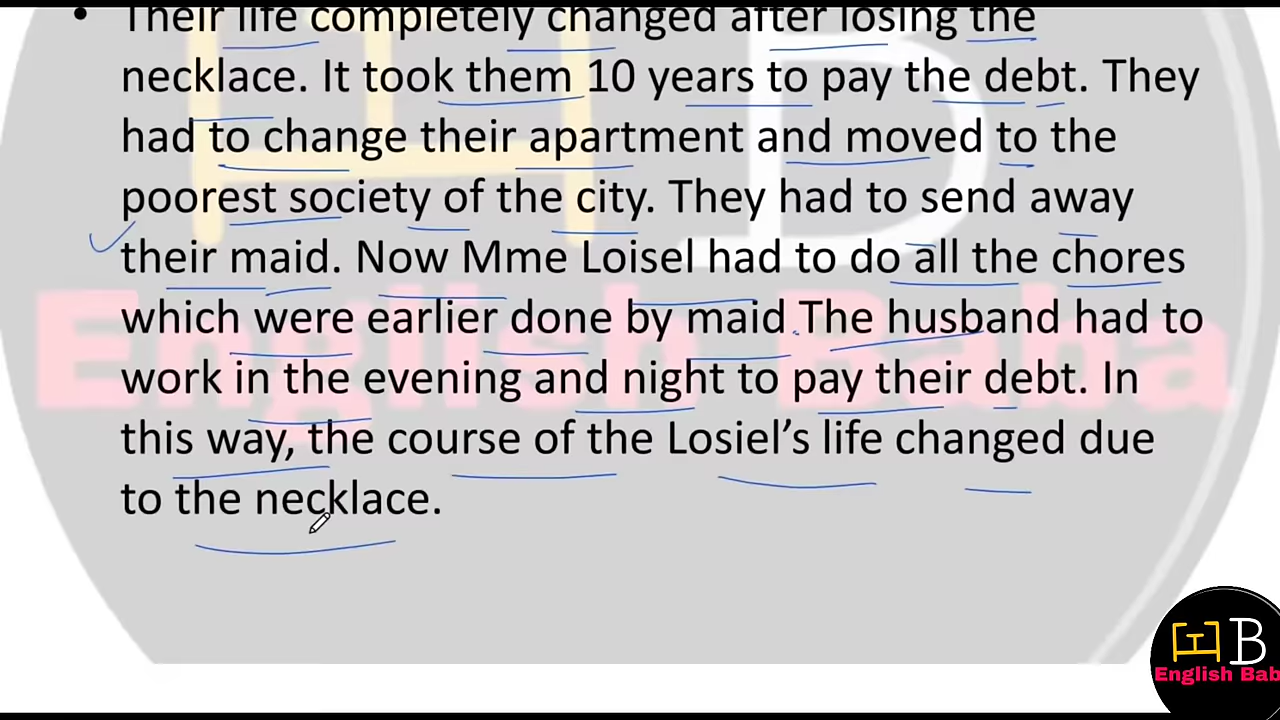 • Their life completely changed after losing the
necklace. It took them 10 years to pay the debt. They
had to change their apartment and moved to the
poorest society of the city. They had to send away
their maid. Now Mme Loisel had to do all the chores
which were earlier done by maid.The husband had to
work in the evening and night to pay their debt. In
this way, the course of the Losiel’s life changed due
to the necklace.
English Baba
B
English Bab